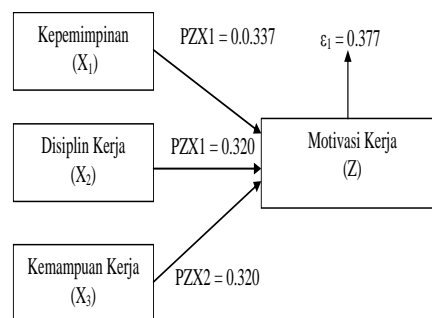 Kepemimpinan
(X₁)
PZX1 = 0.0.337
ε₁ = 0.377
Disiplin Kerja
(X₂)
PZX1 = 0.320
Motivasi Kerja
(Z)
Kemampuan Kerja
(X₃)
PZX2 = 0.320